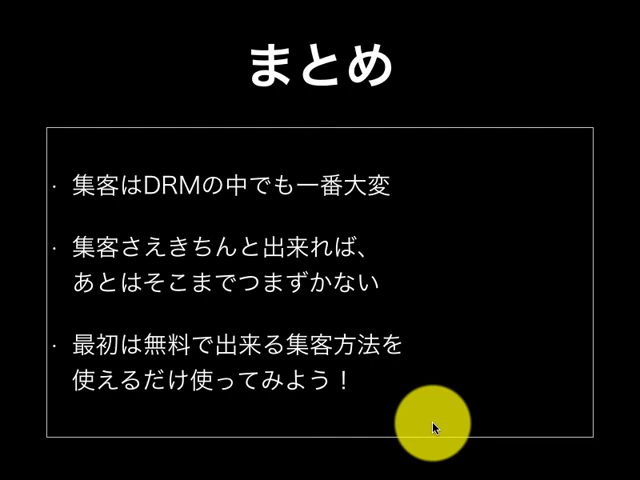 まとめ
・集客はDRMの中でも一番大変
・集客さえきちんと出来れば、
あとはそこまでつまずかない
・最初は無料で出来る集客方法を
使えるだけ使ってみよう！